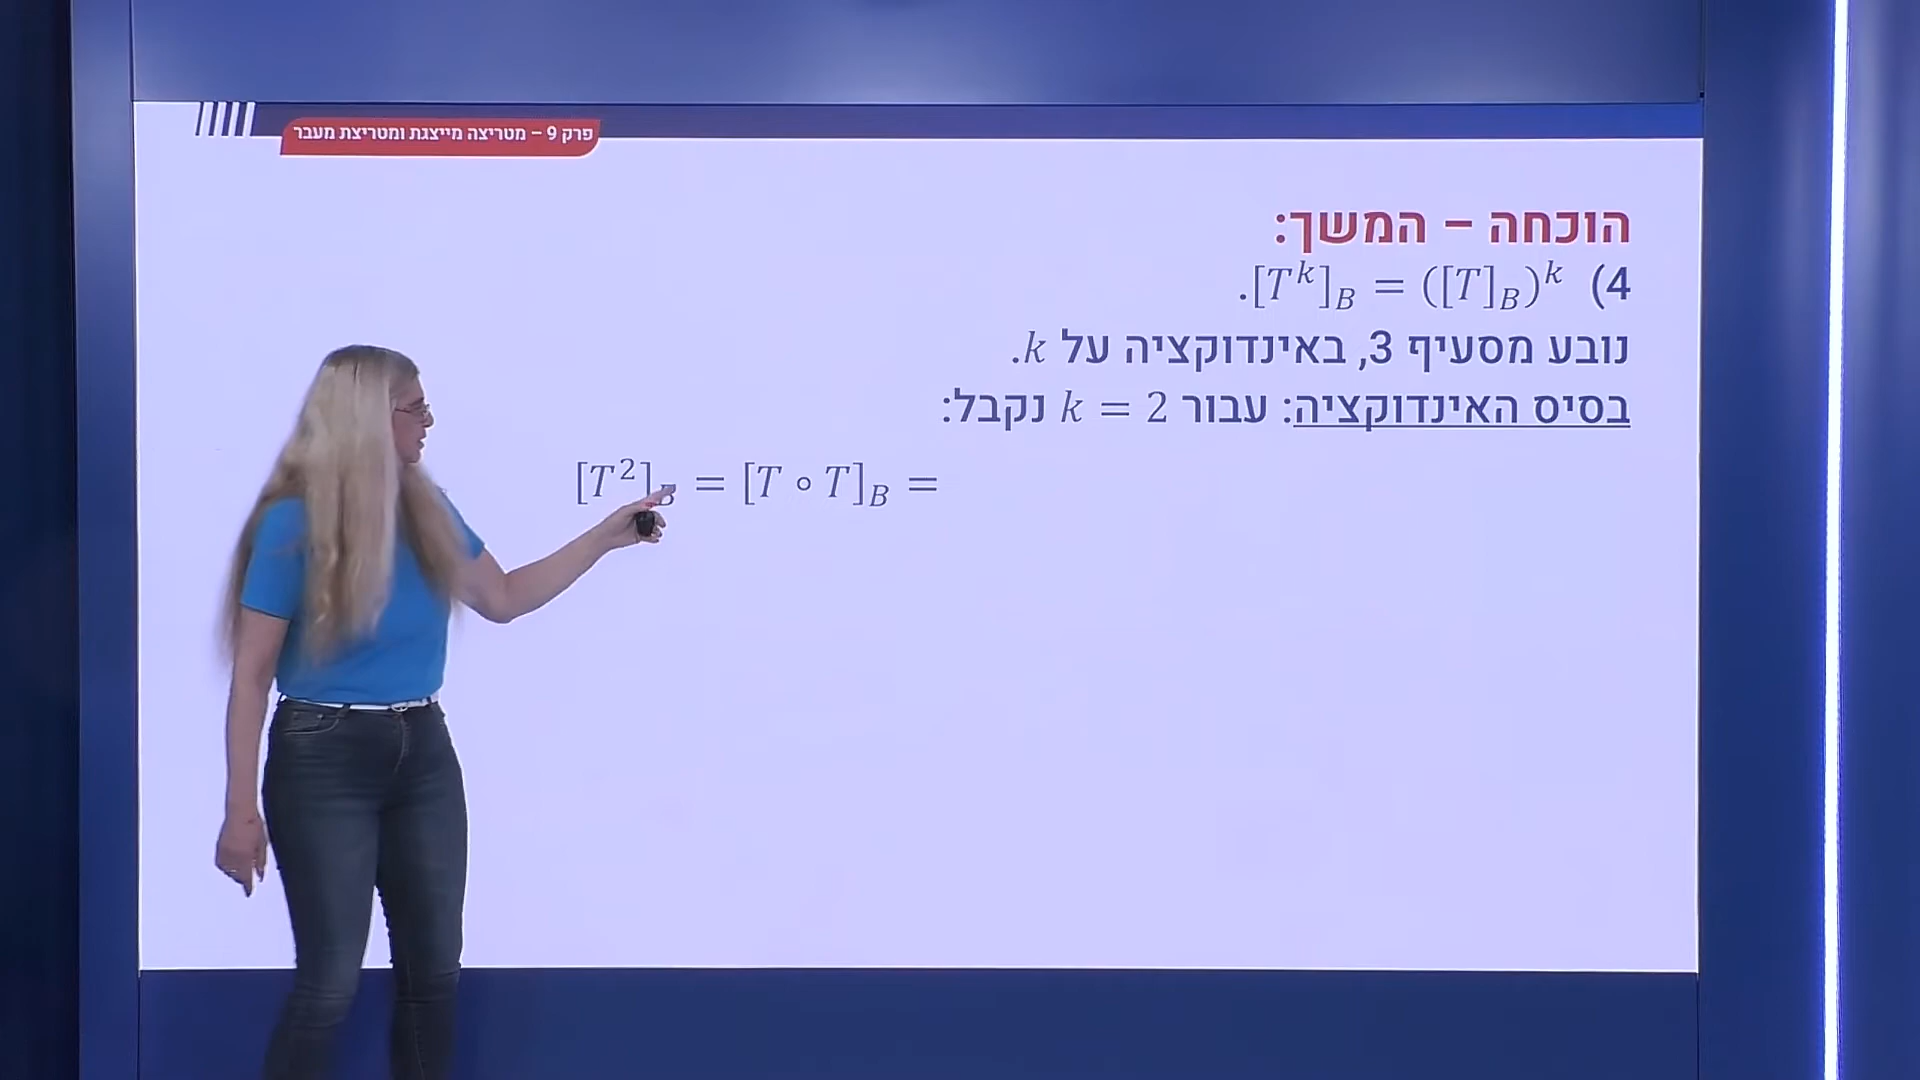 פרק 9 – מטריצה מייצגת ומטריצת מעבר
הוכחה – המשך:
4) [T^k]_B = ([T]_B)^k.
נובע מסעיף 3, באינדוקציה על k.
בסיס האינדוקציה: עבור k = 2 נקבל:
[T^2]_B = [T ∘ T]_B =